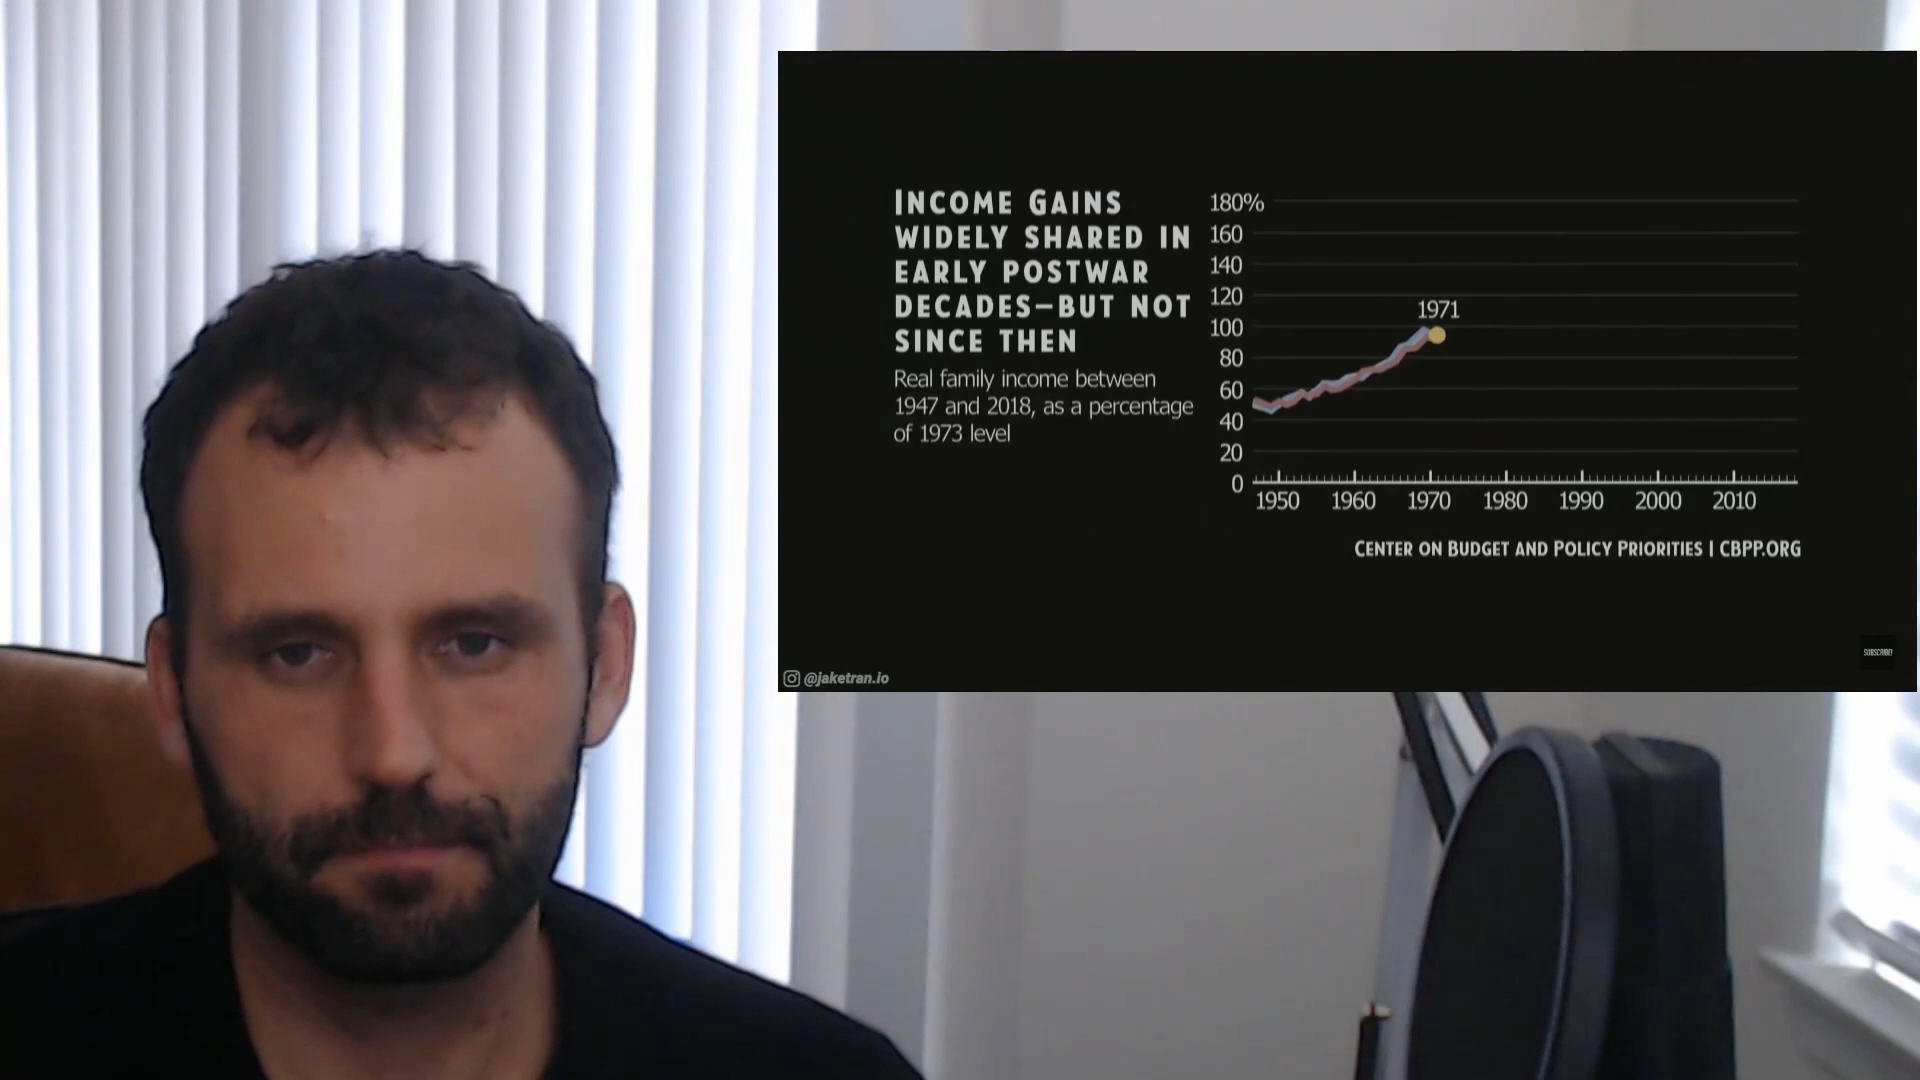 INCOME GAINS
WIDELY SHARED IN
EARLY POSTWAR
DECADES—BUT NOT
SINCE THEN
Real family income between
1947 and 2018, as a percentage
of 1973 level
180%
160
140
120
100
80
60
40
20
0
1971
1950 1960 1970 1980 1990 2000 2010
CENTER ON BUDGET AND POLICY PRIORITIES | CBPP.ORG
SUBSCRIBE!
@jaketran.io